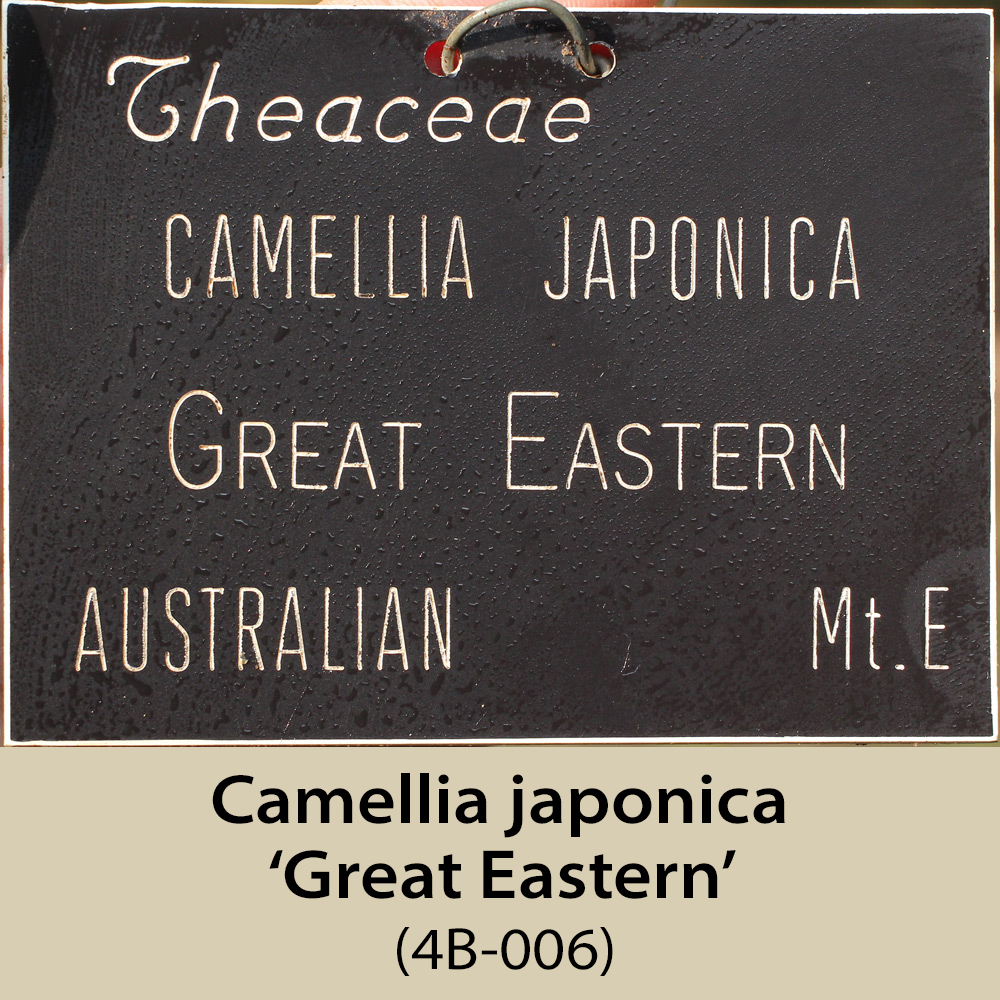 Theaceae
CAMELLIA JAPONICA
GREAT EASTERN
AUSTRALIAN Mt.E
Camellia japonica
‘Great Eastern’
(4B-006)